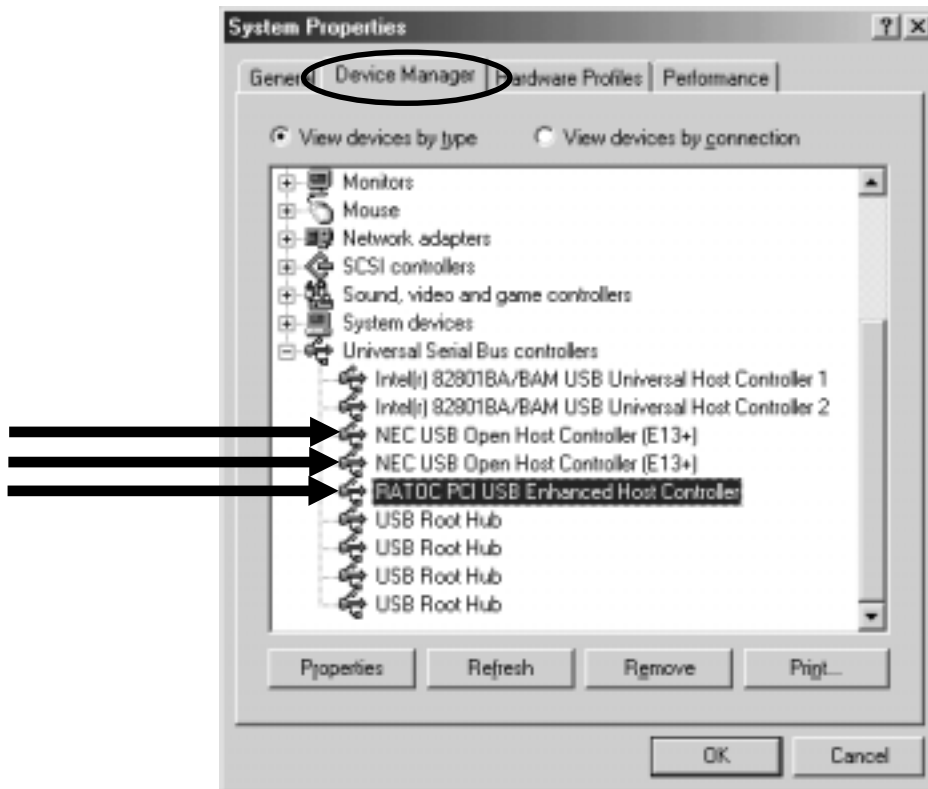 System Properties
General Device Manager Hardware Profiles Performance
View devices by type View devices by connection
Monitors
Mouse
Network adapters
SCSI controllers
Sound, video and game controllers
System devices
Universal Serial Bus controllers
Intel(r) 82801BA/BAM USB Universal Host Controller 1
Intel(r) 82801BA/BAM USB Universal Host Controller 2
NEC USB Open Host Controller (E13+)
NEC USB Open Host Controller (E13+)
RATOC PCI USB Enhanced Host Controller
USB Root Hub
USB Root Hub
USB Root Hub
USB Root Hub
Properties Refresh Remove Print...
OK Cancel